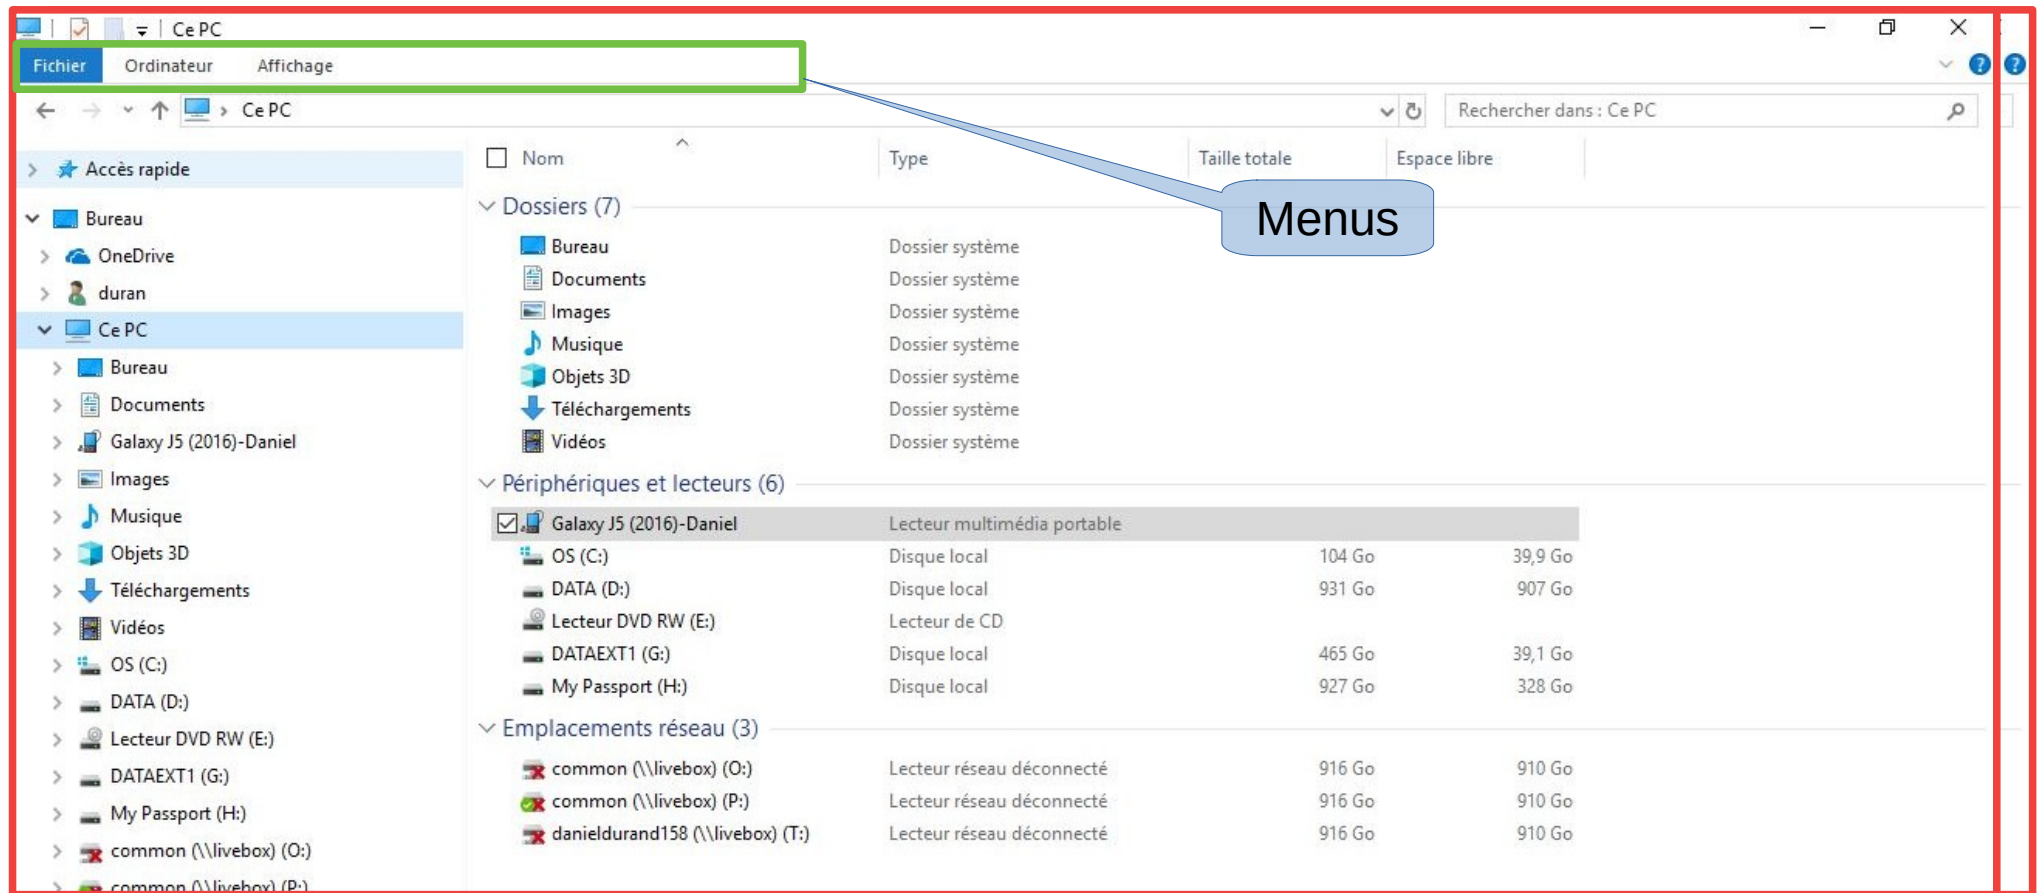 Ce PC
Fichier Ordinateur Affichage
Ce PC
Rechercher dans : Ce PC
Accès rapide
Bureau
OneDrive
duran
Ce PC
Bureau
Documents
Galaxy J5 (2016)-Daniel
Images
Musique
Objets 3D
Téléchargements
Vidéos
OS (C:)
DATA (D:)
Lecteur DVD RW (E:)
DATAEXT1 (G:)
My Passport (H:)
common (\\livebox) (O:)
common (\\livebox) (P:)
Nom Type Taille totale Espace libre
Menus
Dossiers (7)
Bureau Dossier système
Documents Dossier système
Images Dossier système
Musique Dossier système
Objets 3D Dossier système
Téléchargements Dossier système
Vidéos Dossier système
Périphériques et lecteurs (6)
Galaxy J5 (2016)-Daniel Lecteur multimédia portable
OS (C:) Disque local 104 Go 39,9 Go
DATA (D:) Disque local 931 Go 907 Go
Lecteur DVD RW (E:) Lecteur de CD
DATAEXT1 (G:) Disque local 465 Go 39,1 Go
My Passport (H:) Disque local 927 Go 328 Go
Emplacements réseau (3)
common (\\livebox) (O:) Lecteur réseau déconnecté 916 Go 910 Go
common (\\livebox) (P:) Lecteur réseau déconnecté 916 Go 910 Go
danieldurand158 (\\livebox) (T:) Lecteur réseau déconnecté 916 Go 910 Go